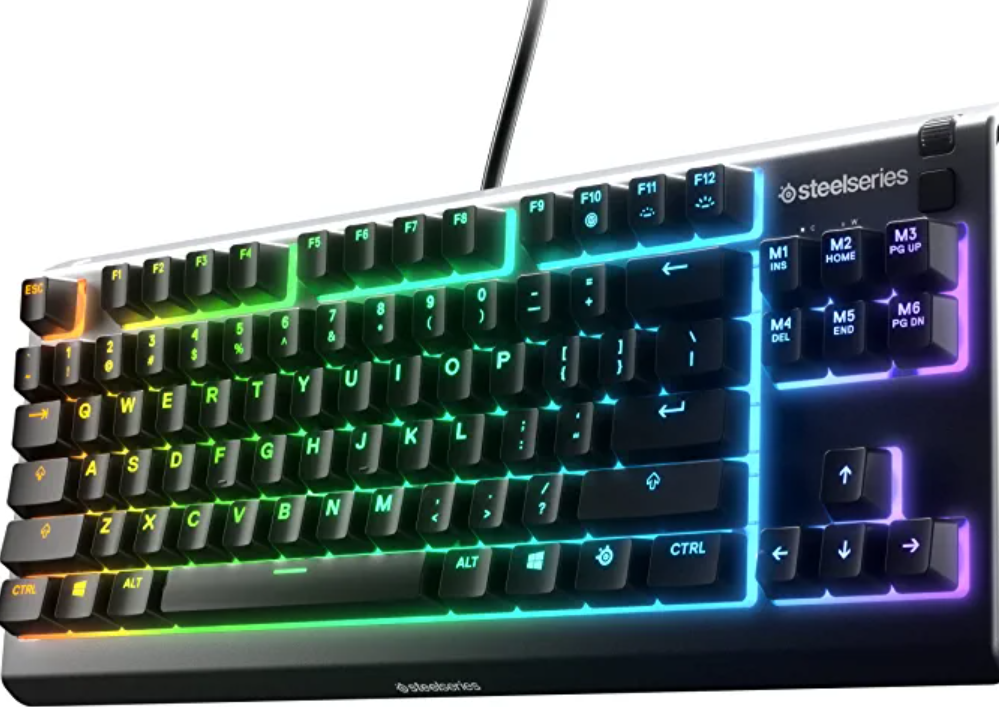 steelseries
ESC F1 F2 F3 F4 F5 F6 F7 F8 F9 F10 F11 F12
M1 INS M2 HOME M3 PG UP
1 ! 2 @ 3 # 4 $ 5 % 6 ^ 7 & 8 * 9 ( 0 ) - _ = +
M4 DEL M5 END M6 PG DN
Q W E R T Y U I O P [ { ] } \ |
A S D F G H J K L ; : ' "
Z X C V B N M , < . > / ?
CTRL ALT ALT CTRL
steelseries